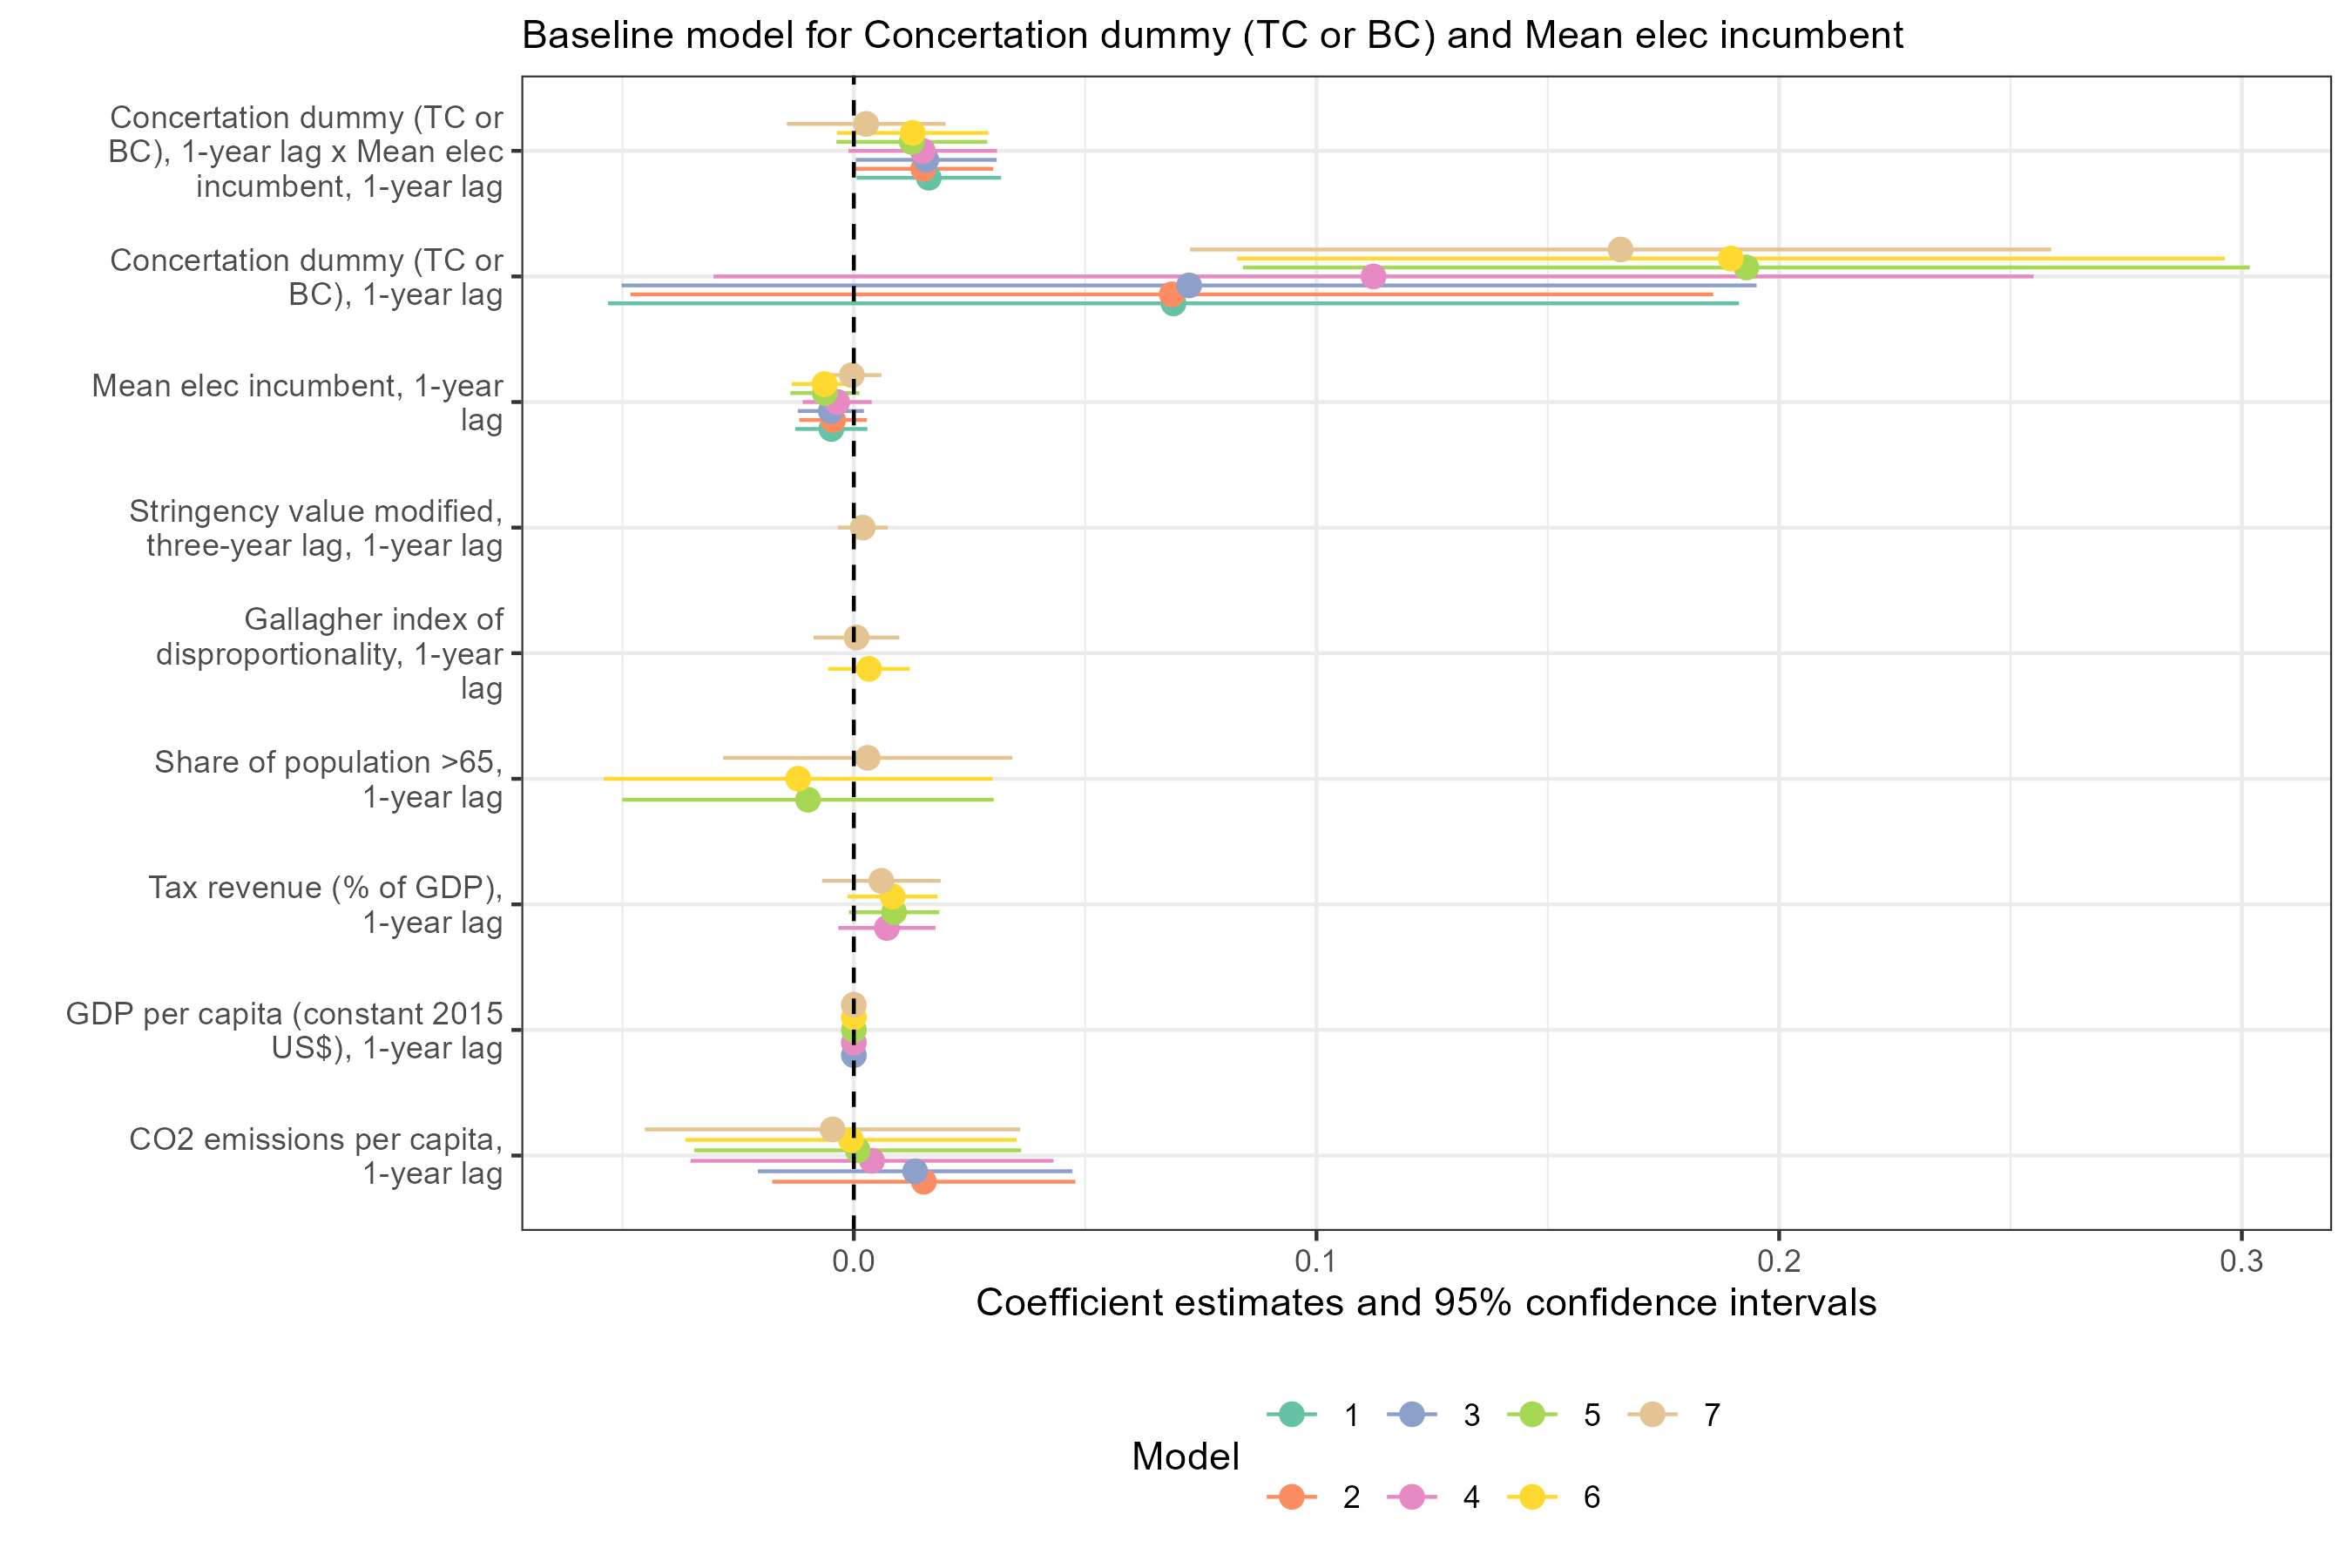 Baseline model for Concertation dummy (TC or BC) and Mean elec incumbent
Concertation dummy (TC or
BC), 1-year lag x Mean elec
incumbent, 1-year lag
Concertation dummy (TC or
BC), 1-year lag
Mean elec incumbent, 1-year
lag
Stringency value modified,
three-year lag, 1-year lag
Gallagher index of
disproportionality, 1-year
lag
Share of population >65,
1-year lag
Tax revenue (% of GDP),
1-year lag
GDP per capita (constant 2015
US$), 1-year lag
CO2 emissions per capita,
1-year lag
0.0 0.1 0.2 0.3
Coefficient estimates and 95% confidence intervals
1 3 5 7
Model
2 4 6